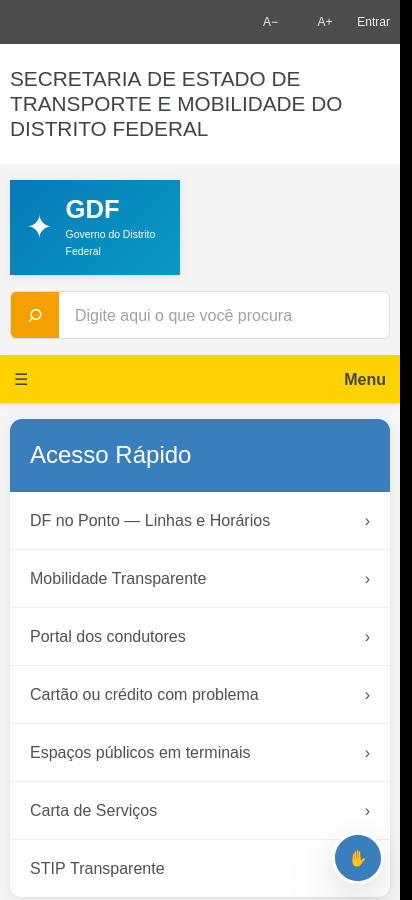 A−
A+
Entrar
SECRETARIA DE ESTADO DE
TRANSPORTE E MOBILIDADE DO
DISTRITO FEDERAL
GDF
Governo do Distrito
Federal
Digite aqui o que você procura
Menu
Acesso Rápido
DF no Ponto — Linhas e Horários
Mobilidade Transparente
Portal dos condutores
Cartão ou crédito com problema
Espaços públicos em terminais
Carta de Serviços
STIP Transparente